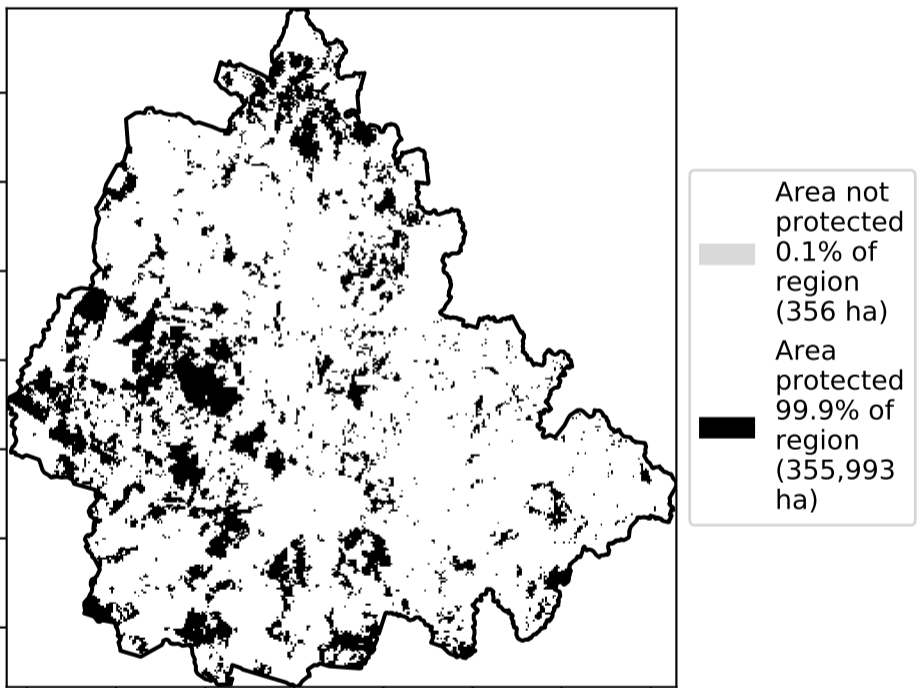 Area not
protected
0.1% of
region
(356 ha)
Area
protected
99.9% of
region
(355,993
ha)